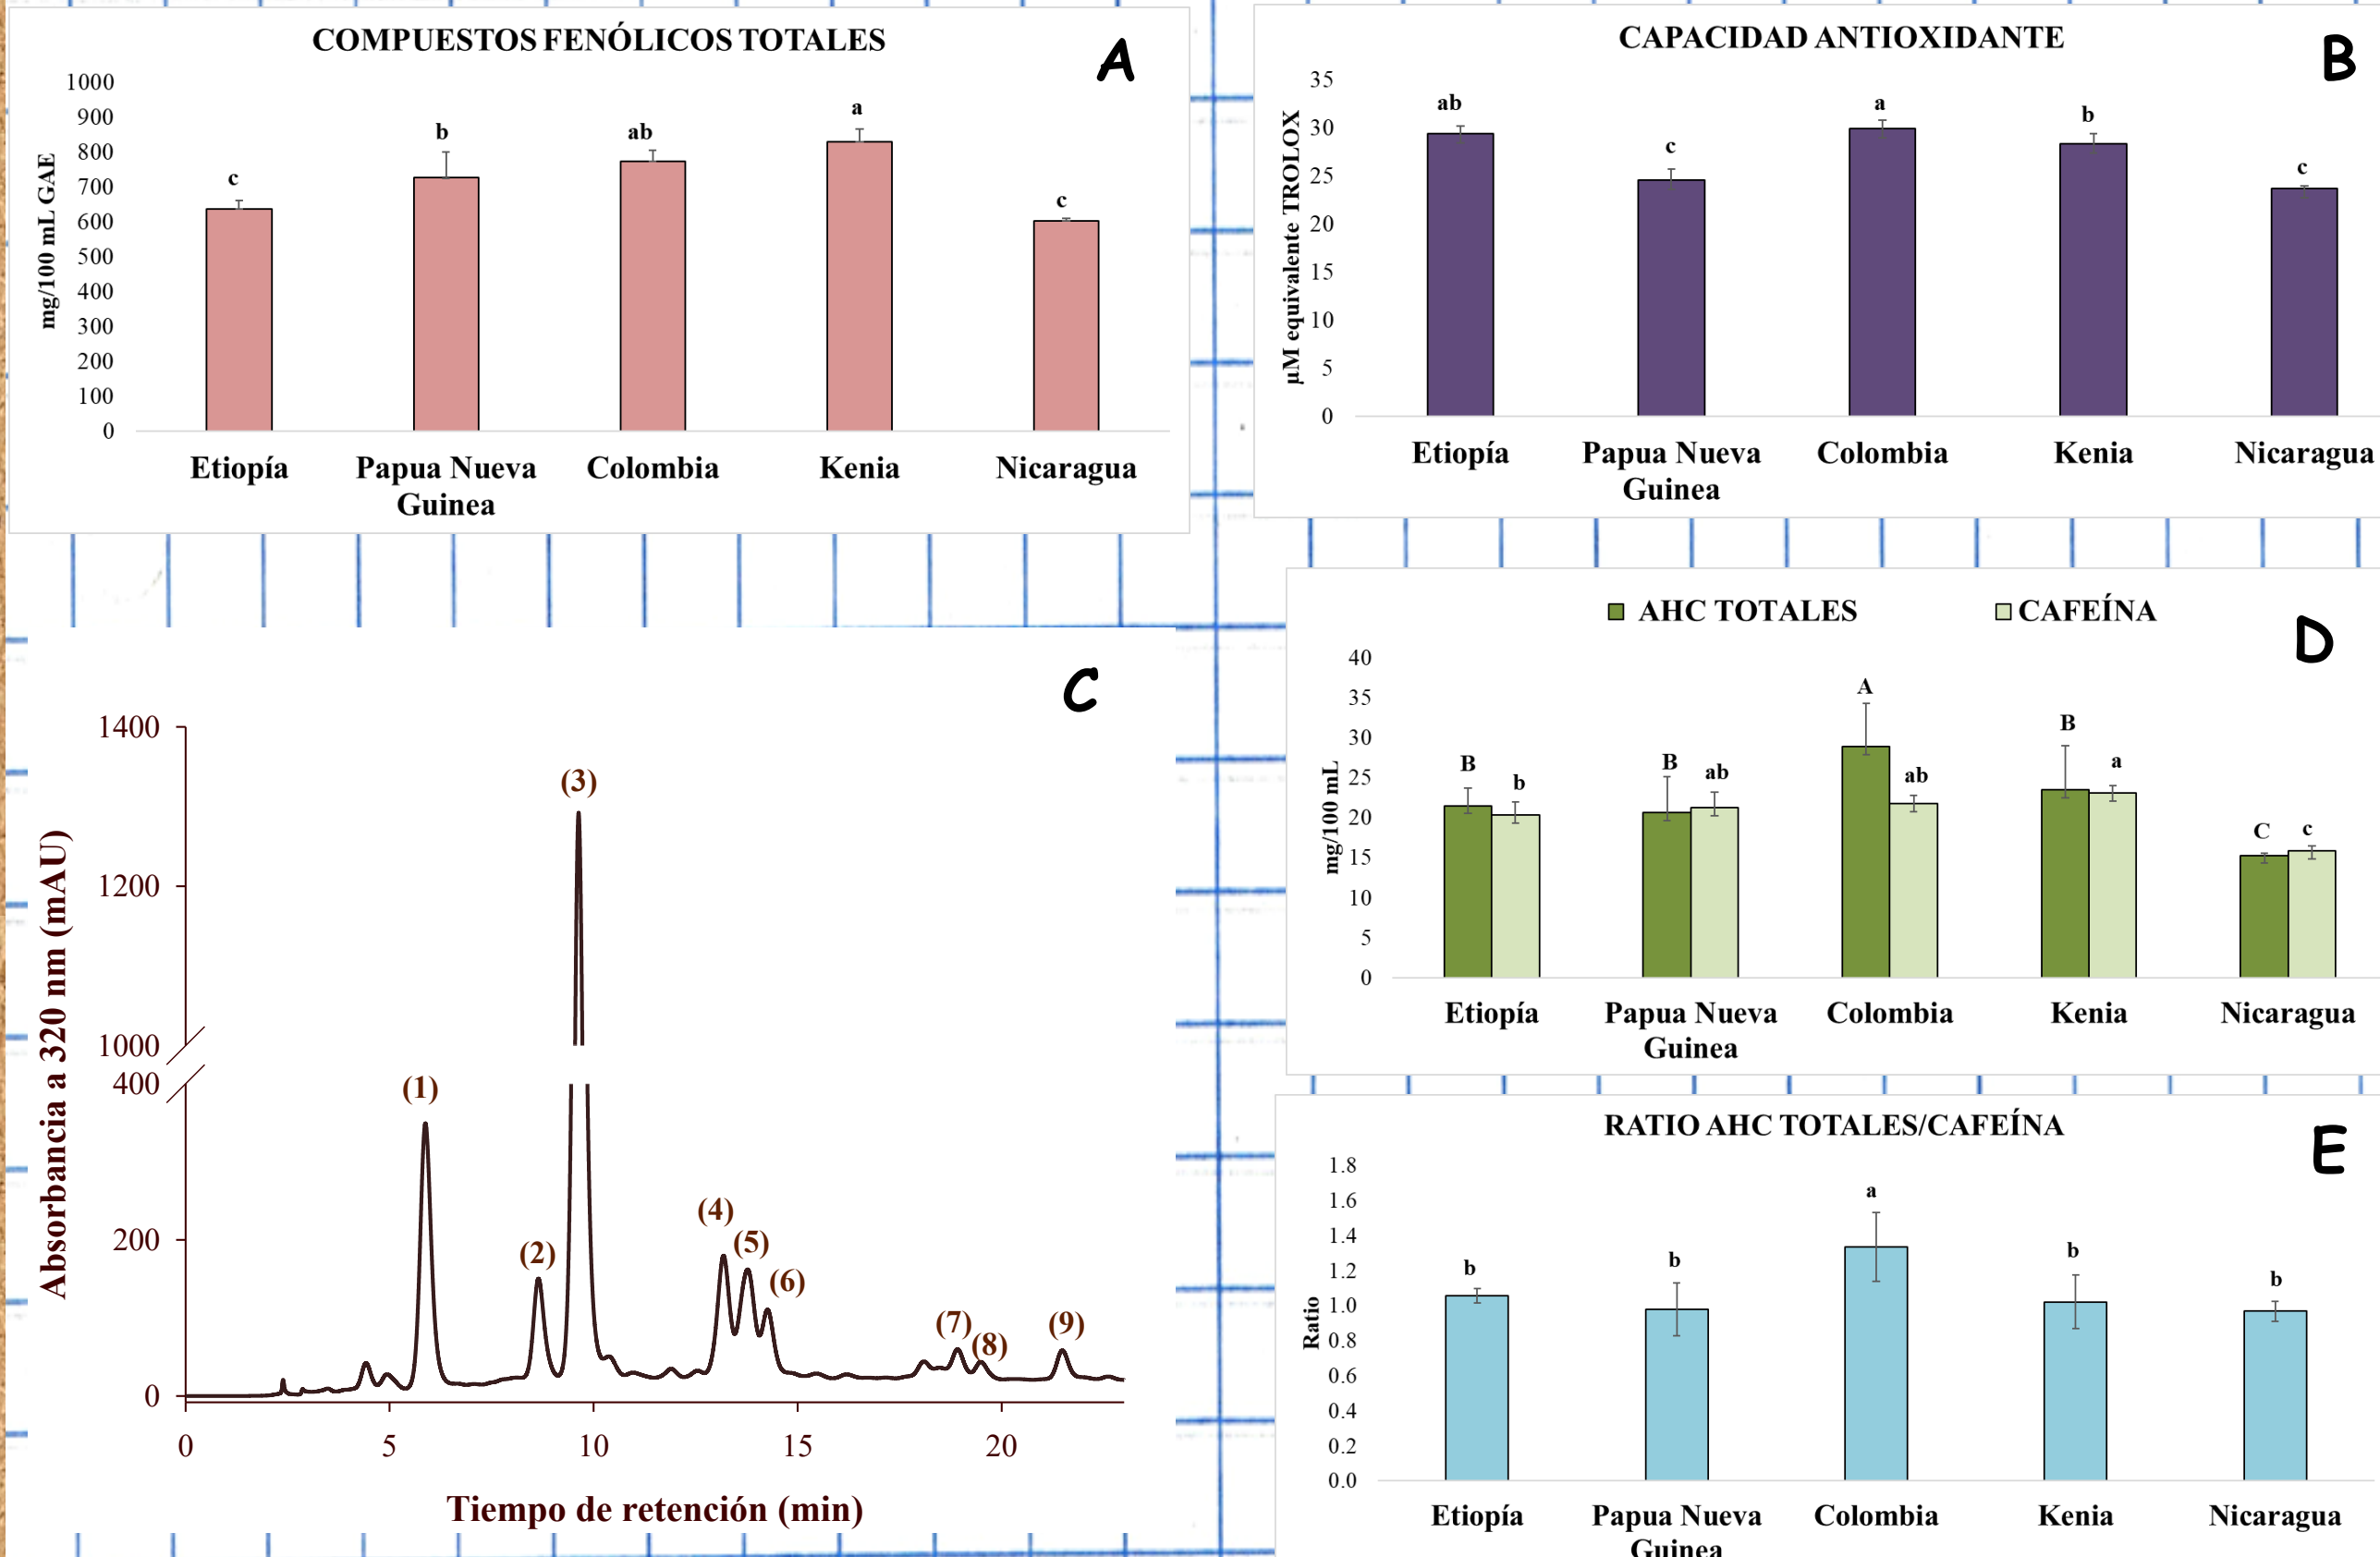 COMPUESTOS FENÓLICOS TOTALES
A
1000
900
800
700
600
500
400
300
200
100
0
mg/100 mL GAE
c
b
ab
a
c
Etiopía
Papua Nueva
Guinea
Colombia
Kenia
Nicaragua
CAPACIDAD ANTIOXIDANTE
B
35
30
25
20
15
10
5
0
µM equivalente TROLOX
ab
c
a
b
c
Etiopía
Papua Nueva
Guinea
Colombia
Kenia
Nicaragua
C
1400
1200
1000
400
200
0
Absorbancia a 320 nm (mAU)
(1)
(2)
(3)
(4)
(5)
(6)
(7)
(8)
(9)
0
5
10
15
20
Tiempo de retención (min)
AHC TOTALES
CAFEÍNA
D
40
35
30
25
20
15
10
5
0
mg/100 mL
B
b
B
ab
A
ab
B
a
C
c
Etiopía
Papua Nueva
Guinea
Colombia
Kenia
Nicaragua
RATIO AHC TOTALES/CAFEÍNA
E
1.8
1.6
1.4
1.2
1.0
0.8
0.6
0.4
0.2
0.0
Ratio
b
b
a
b
b
Etiopía
Papua Nueva
Guinea
Colombia
Kenia
Nicaragua